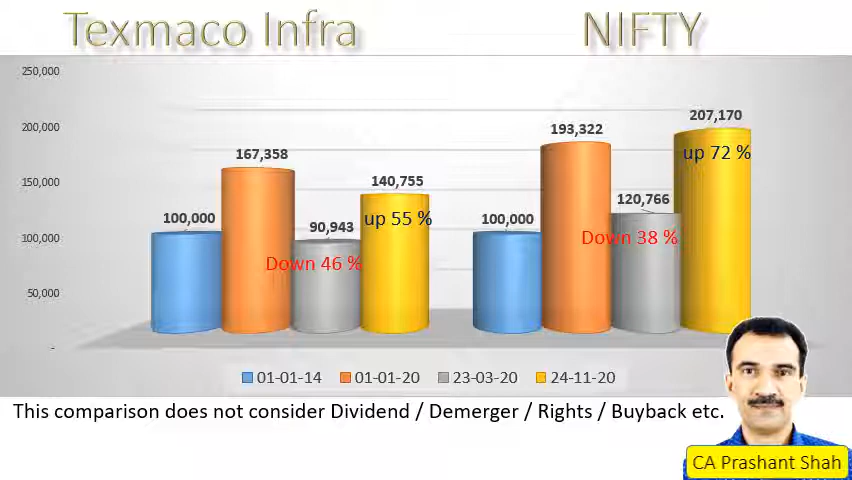 Texmaco Infra NIFTY
250,000
200,000
150,000
100,000
50,000
-
100,000 167,358 90,943 140,755
Down 46 % up 55 %
100,000 193,322 120,766 207,170
Down 38 % up 72 %
01-01-14 01-01-20 23-03-20 24-11-20
This comparison does not consider Dividend / Demerger / Rights / Buyback etc.
CA Prashant Shah